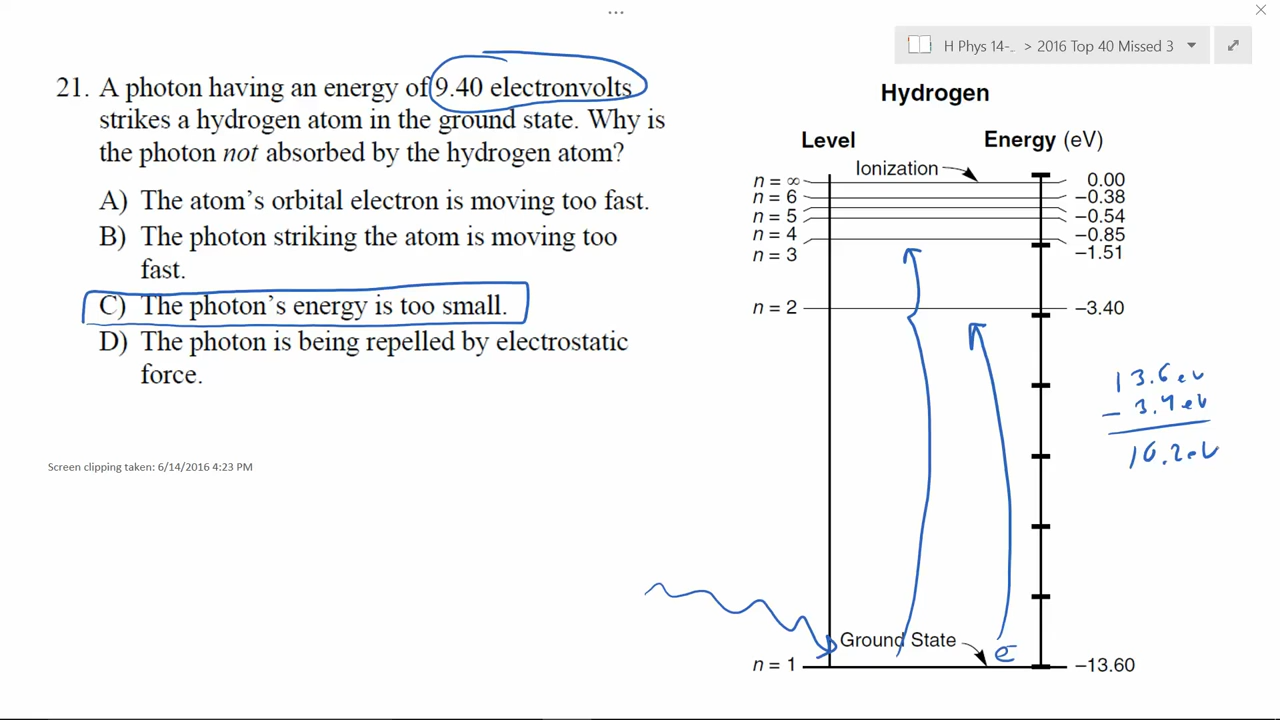 H Phys 14-.. > 2016 Top 40 Missed 3
21. A photon having an energy of 9.40 electronvolts
strikes a hydrogen atom in the ground state. Why is
the photon not absorbed by the hydrogen atom?
A) The atom's orbital electron is moving too fast.
B) The photon striking the atom is moving too
fast.
C) The photon's energy is too small.
D) The photon is being repelled by electrostatic
force.
Screen clipping taken: 6/14/2016 4:23 PM
Hydrogen
Level Energy (eV)
Ionization
n = ∞ 0.00
n = 6 −0.38
n = 5 −0.54
n = 4 −0.85
n = 3 −1.51
n = 2 −3.40
13.6 eV
− 3.4 eV
10.2 eV
Ground State e
n = 1 −13.60